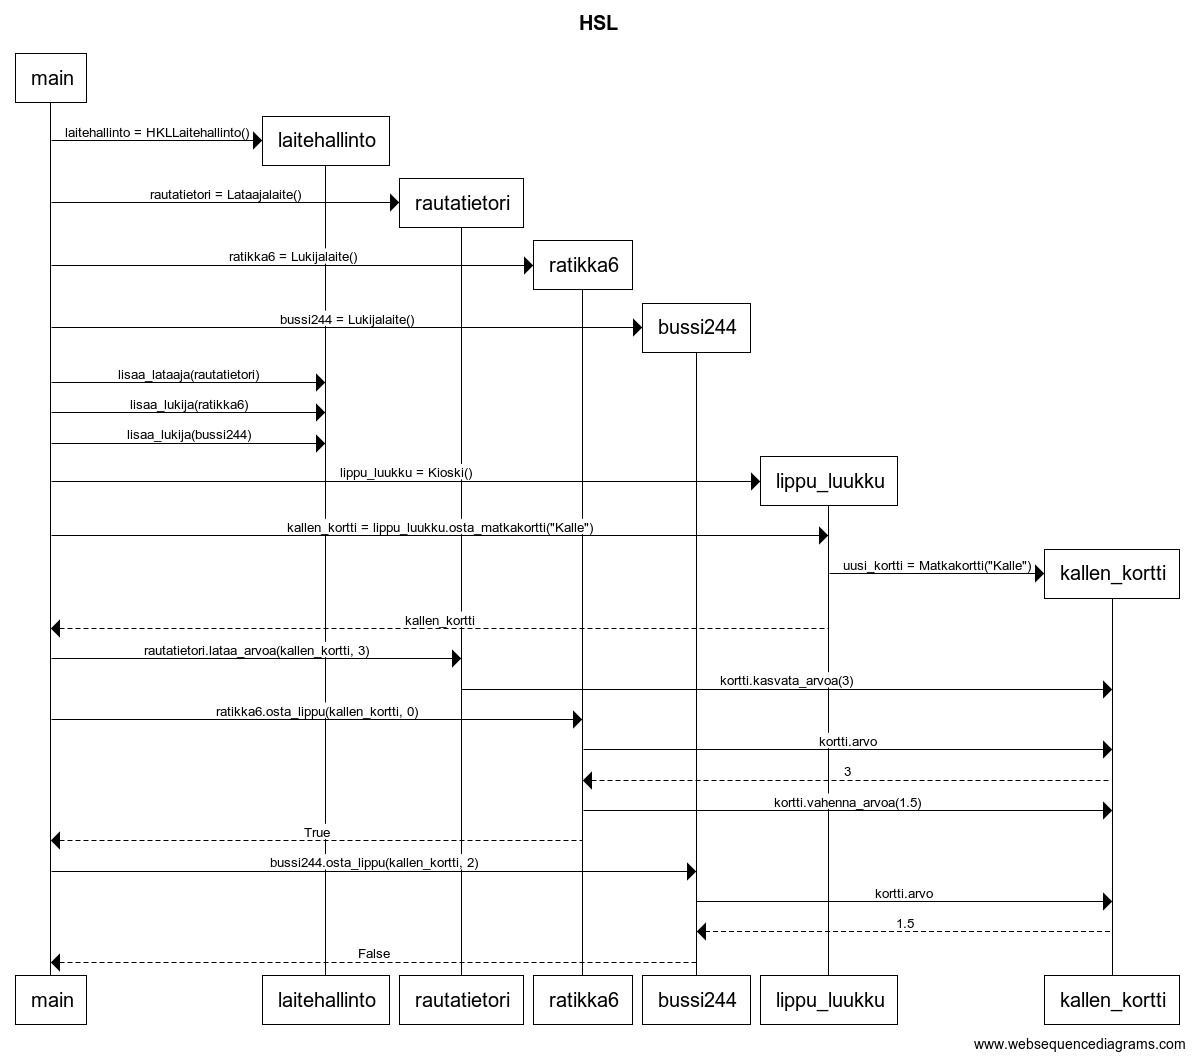 HSL
main
laitehallinto = HKLLaitehallinto()
laitehallinto
rautatietori = Lataajalaite()
rautatietori
ratikka6 = Lukijalaite()
ratikka6
bussi244 = Lukijalaite()
bussi244
lisaa_lataaja(rautatietori)
lisaa_lukija(ratikka6)
lisaa_lukija(bussi244)
lippu_luukku = Kioski()
lippu_luukku
kallen_kortti = lippu_luukku.osta_matkakortti("Kalle")
uusi_kortti = Matkakortti("Kalle")
kallen_kortti
kallen_kortti
rautatietori.lataa_arvoa(kallen_kortti, 3)
kortti.kasvata_arvoa(3)
ratikka6.osta_lippu(kallen_kortti, 0)
kortti.arvo
3
kortti.vahenna_arvoa(1.5)
True
bussi244.osta_lippu(kallen_kortti, 2)
kortti.arvo
1.5
False
main
laitehallinto
rautatietori
ratikka6
bussi244
lippu_luukku
kallen_kortti
www.websequencediagrams.com